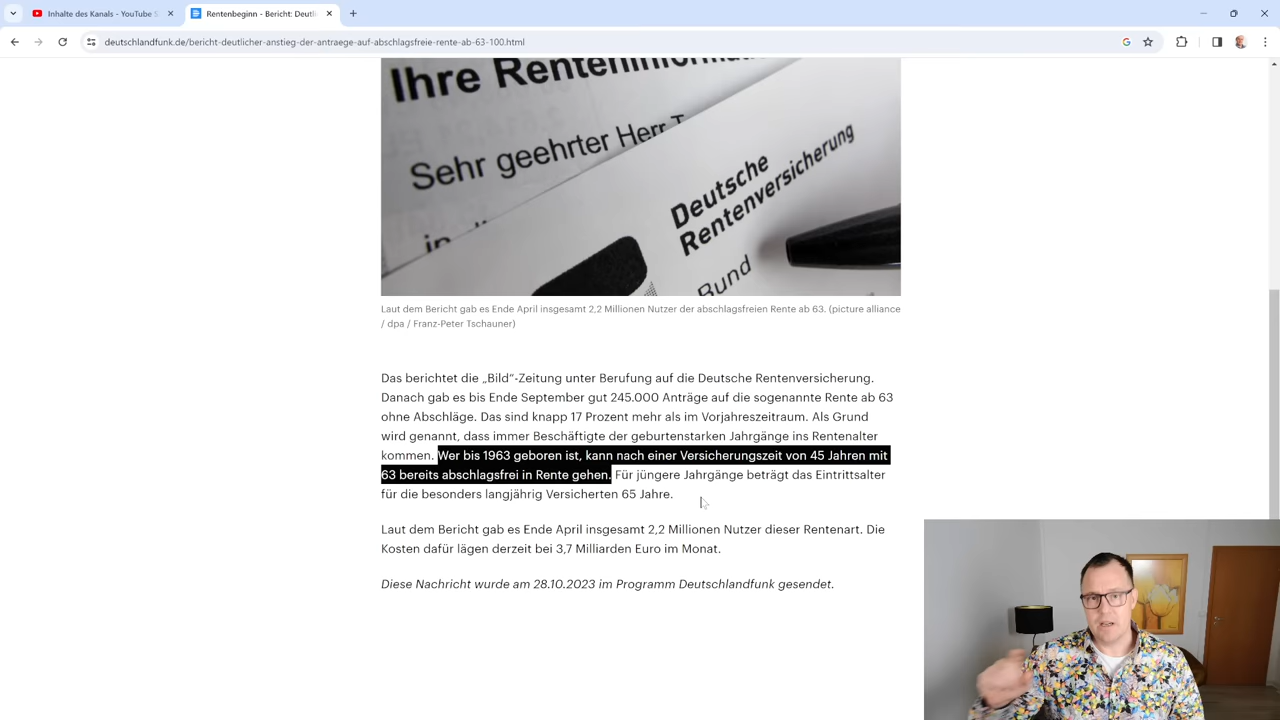 Inhalte des Kanals - YouTube S
Rentenbeginn - Bericht: Deutli
deutschlandfunk.de/bericht-deutlicher-anstieg-der-antraege-auf-abschlagsfreie-rente-ab-63-100.html
Ihre Renteninformation
Sehr geehrter Herr T
Deutsche
Rentenversicherung
Bund
Laut dem Bericht gab es Ende April insgesamt 2,2 Millionen Nutzer der abschlagsfreien Rente ab 63. (picture alliance
/ dpa / Franz-Peter Tschauner)
Das berichtet die „Bild“-Zeitung unter Berufung auf die Deutsche Rentenversicherung.
Danach gab es bis Ende September gut 245.000 Anträge auf die sogenannte Rente ab 63
ohne Abschläge. Das sind knapp 17 Prozent mehr als im Vorjahreszeitraum. Als Grund
wird genannt, dass immer Beschäftigte der geburtenstarken Jahrgänge ins Rentenalter
kommen. Wer bis 1963 geboren ist, kann nach einer Versicherungszeit von 45 Jahren mit
63 bereits abschlagsfrei in Rente gehen. Für jüngere Jahrgänge beträgt das Eintrittsalter
für die besonders langjährig Versicherten 65 Jahre.
Laut dem Bericht gab es Ende April insgesamt 2,2 Millionen Nutzer dieser Rentenart. Die
Kosten dafür lägen derzeit bei 3,7 Milliarden Euro im Monat.
Diese Nachricht wurde am 28.10.2023 im Programm Deutschlandfunk gesendet.